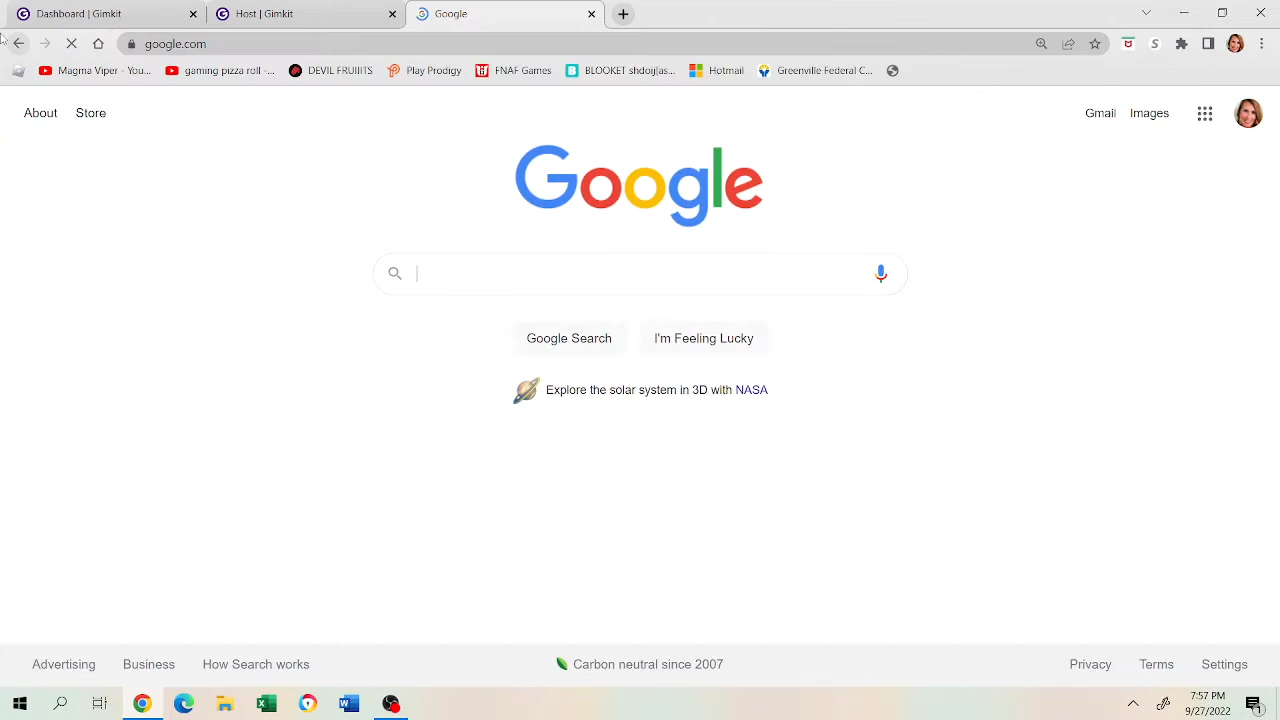 Dashboard | Gimkit
Host | Gimkit
Google
google.com
Magma Viper - You...
gaming pizza roll -...
DEVIL FRUIITS
Play Prodigy
FNAF Games
BLOOKET shdoijfas...
Hotmail
Greenville Federal C...
About
Store
Gmail
Images
Google
Google Search
I'm Feeling Lucky
Explore the solar system in 3D with NASA
Advertising
Business
How Search works
Carbon neutral since 2007
Privacy
Terms
Settings
7:57 PM
9/27/2022
1